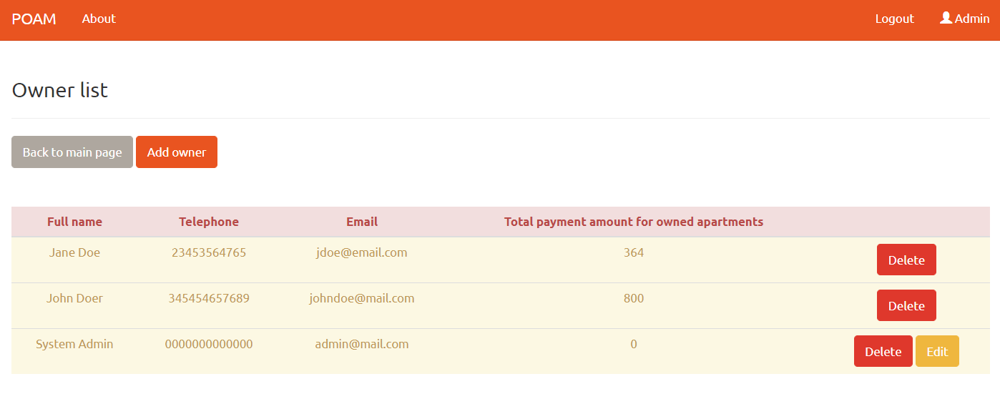 POAM About Logout Admin
Owner list
Back to main page Add owner
Full name Telephone Email Total payment amount for owned apartments
Jane Doe 23453564765 jdoe@email.com 364 Delete
John Doer 345454657689 johndoe@mail.com 800 Delete
System Admin 0000000000000 admin@mail.com 0 Delete Edit